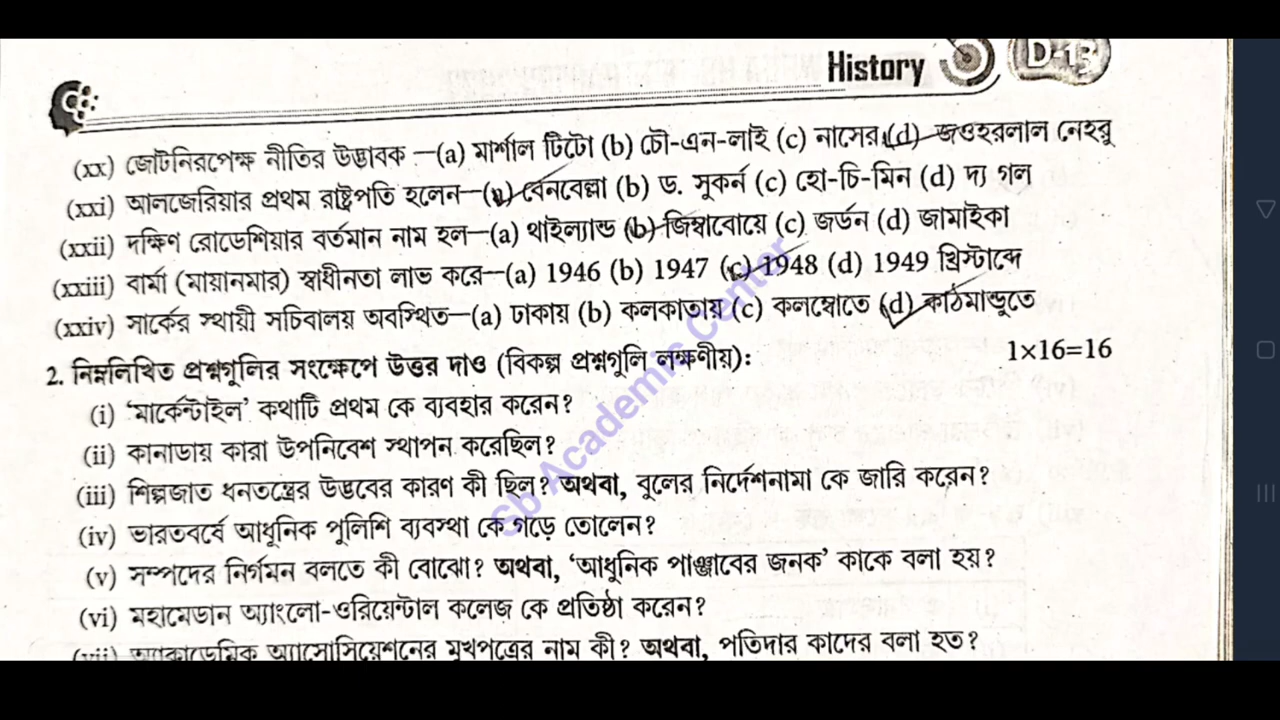 History
D-13
(xx) জোটনিরপেক্ষ নীতির উদ্ভাবক —(a) মার্শাল টিটো (b) চৌ-এন-লাই (c) নাসের (d) জওহরলাল নেহরু
(xxi) আলজেরিয়ার প্রথম রাষ্ট্রপতি হলেন—(a) বেনবেল্লা (b) ড. সুকর্ন (c) হো-চি-মিন (d) দ্য গল
(xxii) দক্ষিণ রোডেশিয়ার বর্তমান নাম হল—(a) থাইল্যান্ড (b) জিম্বাবোয়ে (c) জর্ডন (d) জামাইকা
(xxiii) বার্মা (মায়ানমার) স্বাধীনতা লাভ করে—(a) 1946 (b) 1947 (c) 1948 (d) 1949 খ্রিস্টাব্দে
(xxiv) সার্কের স্থায়ী সচিবালয় অবস্থিত—(a) ঢাকায় (b) কলকাতায় (c) কলম্বোতে (d) কাঠমান্ডুতে
2. নিম্নলিখিত প্রশ্নগুলির সংক্ষেপে উত্তর দাও (বিকল্প প্রশ্নগুলি লক্ষণীয়): 1×16=16
(i) 'মার্কেন্টাইল' কথাটি প্রথম কে ব্যবহার করেন?
(ii) কানাডায় কারা উপনিবেশ স্থাপন করেছিল?
(iii) শিল্পজাত ধনতন্ত্রের উদ্ভবের কারণ কী ছিল? অথবা, বুলের নির্দেশনামা কে জারি করেন?
(iv) ভারতবর্ষে আধুনিক পুলিশি ব্যবস্থা কে গড়ে তোলেন?
(v) সম্পদের নির্গমন বলতে কী বোঝো? অথবা, 'আধুনিক পাঞ্জাবের জনক' কাকে বলা হয়?
(vi) মহামেডান অ্যাংলো-ওরিয়েন্টাল কলেজ কে প্রতিষ্ঠা করেন?
(vii) অ্যাকাডেমিক অ্যাসোসিয়েশনের মুখপত্রের নাম কী? অথবা, পতিদার কাদের বলা হত?
Sb Academic Center